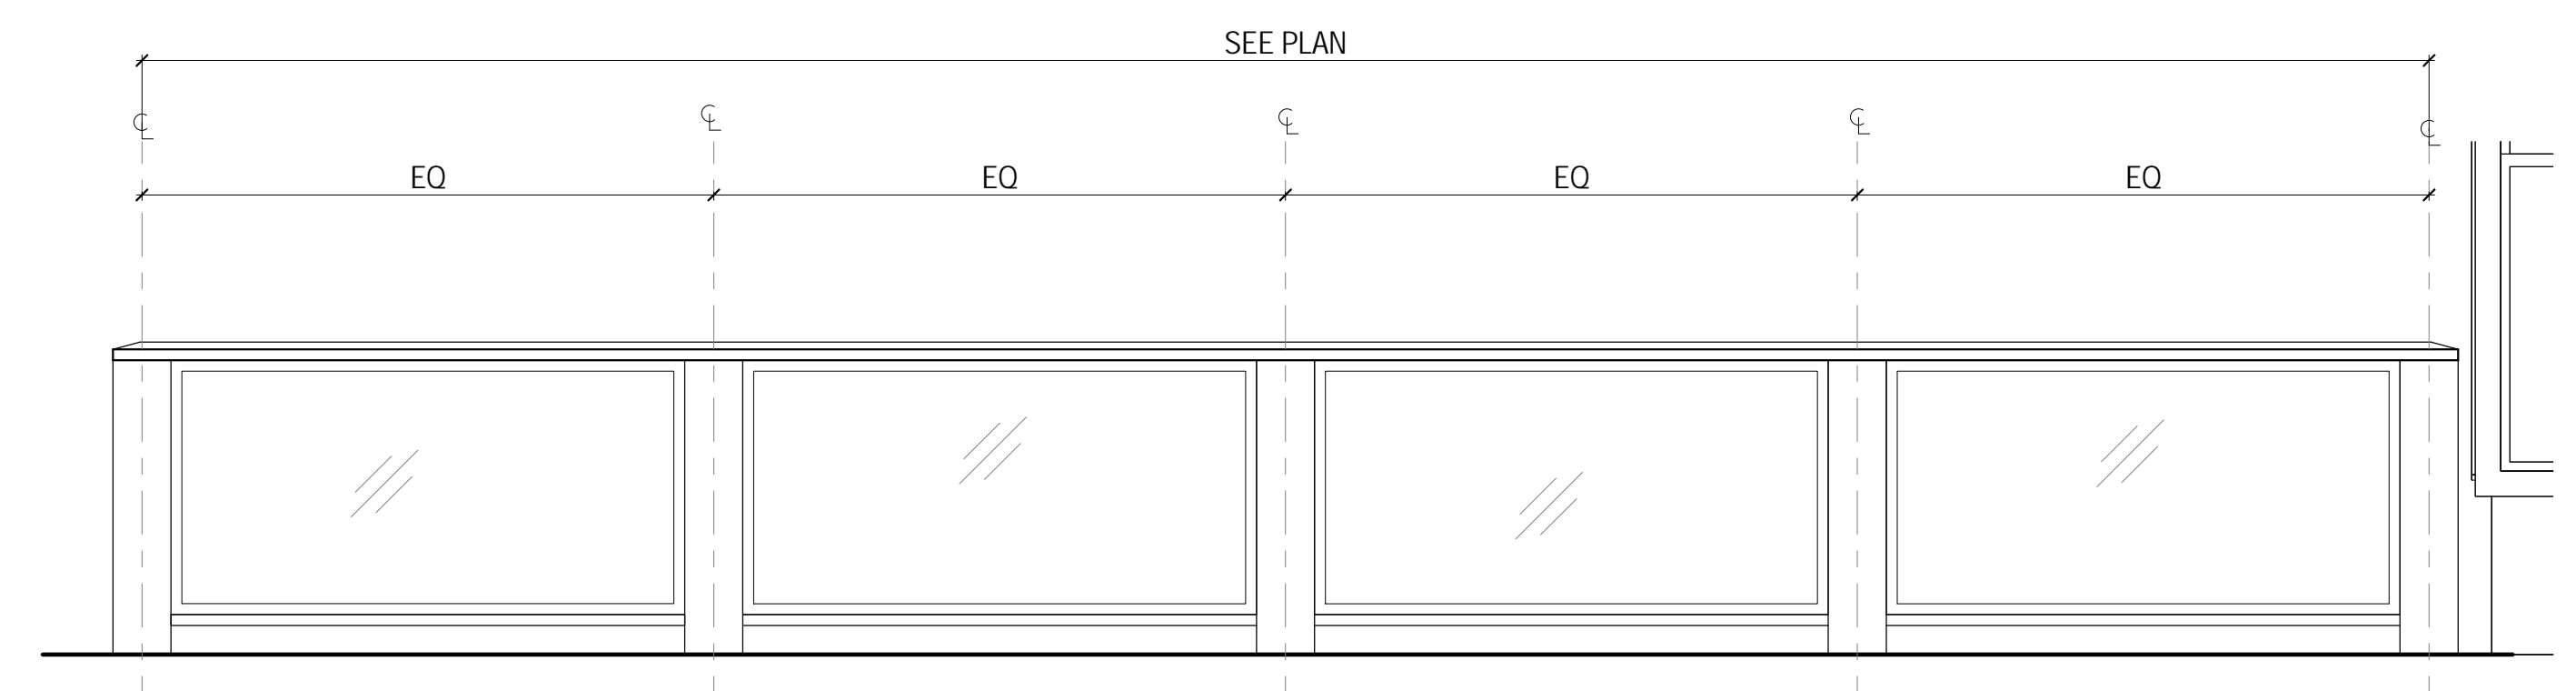 SEE PLAN
℄ ℄ ℄ ℄ ℄
EQ EQ EQ EQ